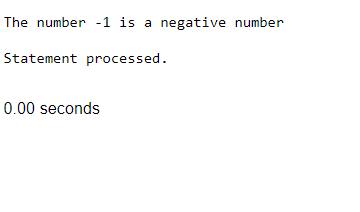 The number -1 is a negative number
Statement processed.
0.00 seconds